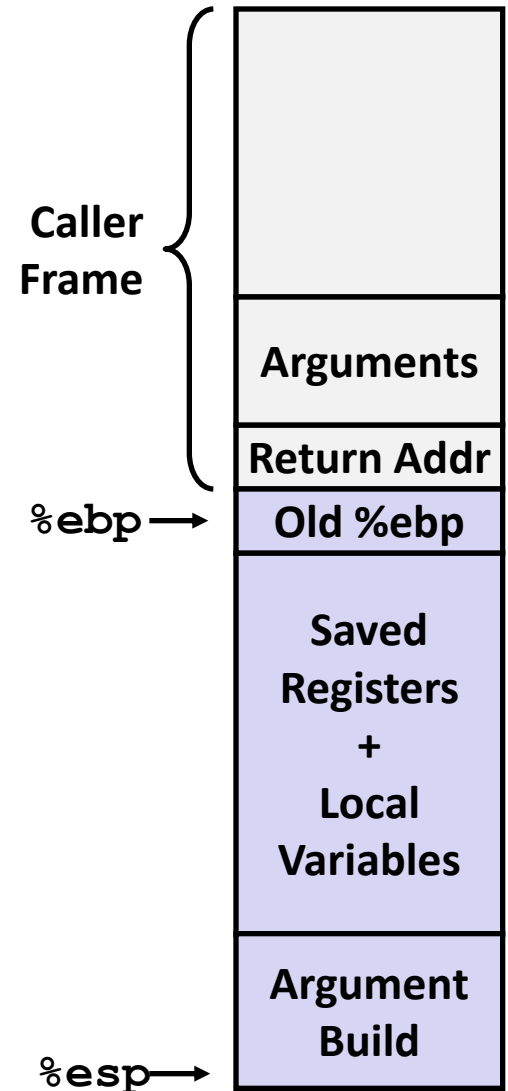 Caller
Frame
Arguments
Return Addr
%ebp
Old %ebp
Saved
Registers
+
Local
Variables
Argument
Build
%esp